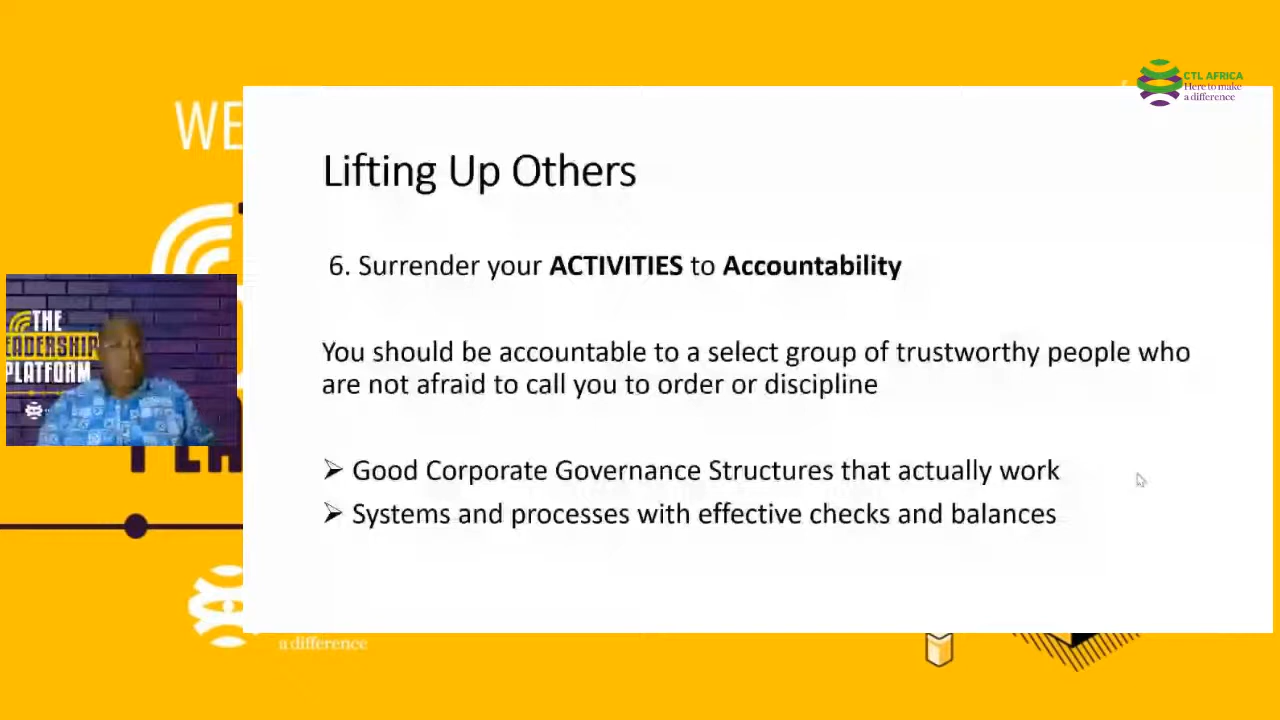 CTL AFRICA
Here to make
a difference
WE
Lifting Up Others
6. Surrender your ACTIVITIES to Accountability
You should be accountable to a select group of trustworthy people who
are not afraid to call you to order or discipline
➢ Good Corporate Governance Structures that actually work
➢ Systems and processes with effective checks and balances
THE
LEADERSHIP
PLATFORM
a difference